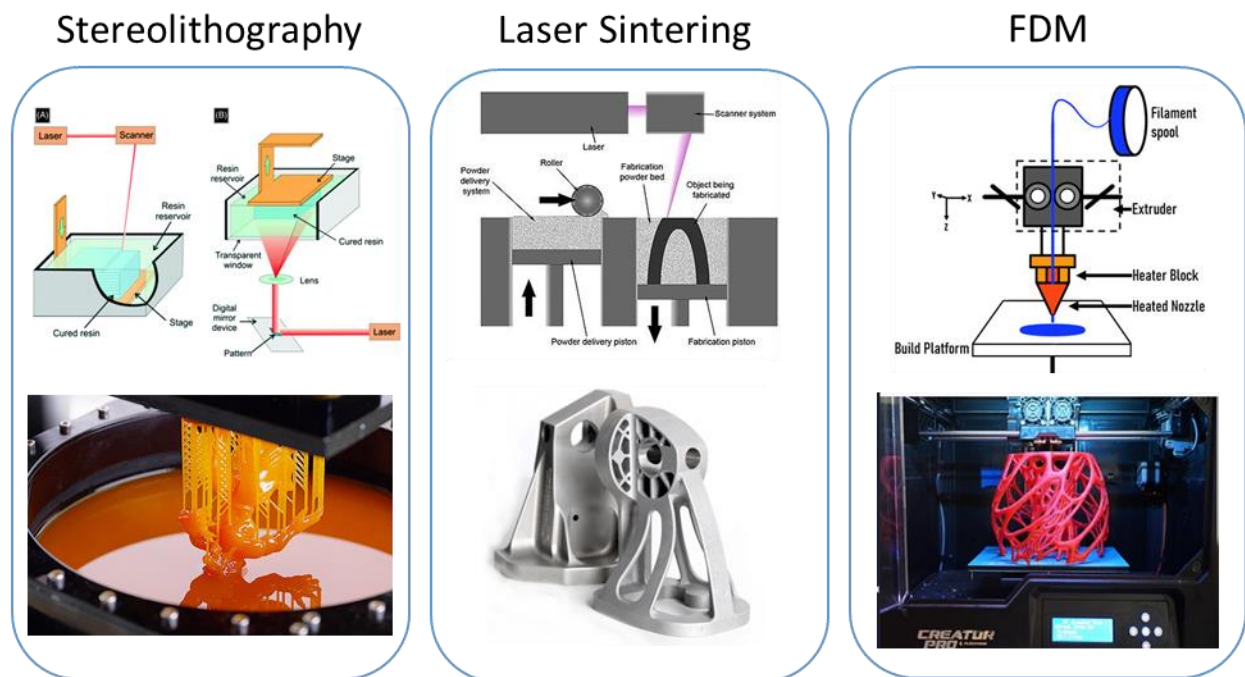 Stereolithography
(A)
Laser
Scanner
Resin
reservoir
Cured resin
Stage
(B)
Stage
Resin
reservoir
Cured
resin
Transparent
window
Lens
Digital
mirror
device
Laser
Pattern
Laser Sintering
Scanner system
Laser
Powder
delivery
system
Roller
Fabrication
powder bed
Object being
fabricated
Powder delivery piston
Fabrication piston
FDM
Filament
spool
Y
X
Z
Extruder
Heater Block
Heated Nozzle
Build Platform
CREATOR
PRO